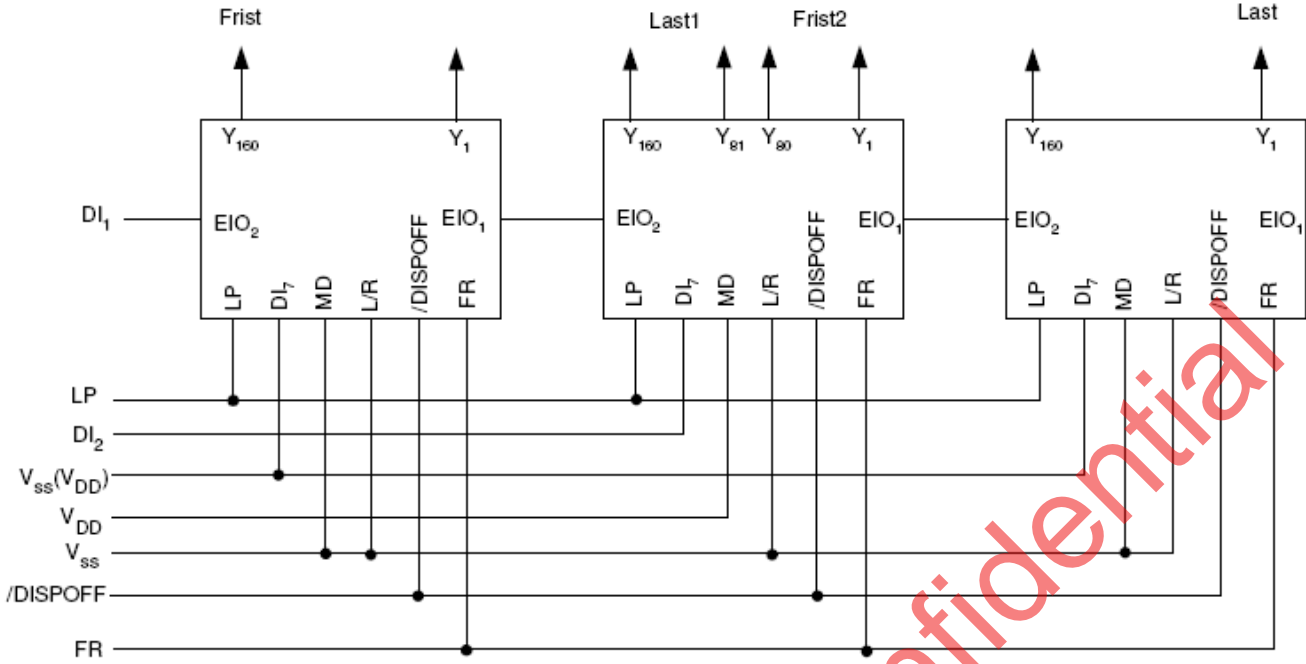 Frist Last1 Frist2 Last
Y160 Y1 Y160 Y81 Y80 Y1 Y160 Y1
DI1 EIO2 EIO1 EIO2 EIO1 EIO2 EIO1
LP DI7 MD L/R /DISPOFF FR LP DI7 MD L/R /DISPOFF FR LP DI7 MD L/R /DISPOFF FR
LP
DI2
Vss(VDD)
VDD
Vss
/DISPOFF
FR